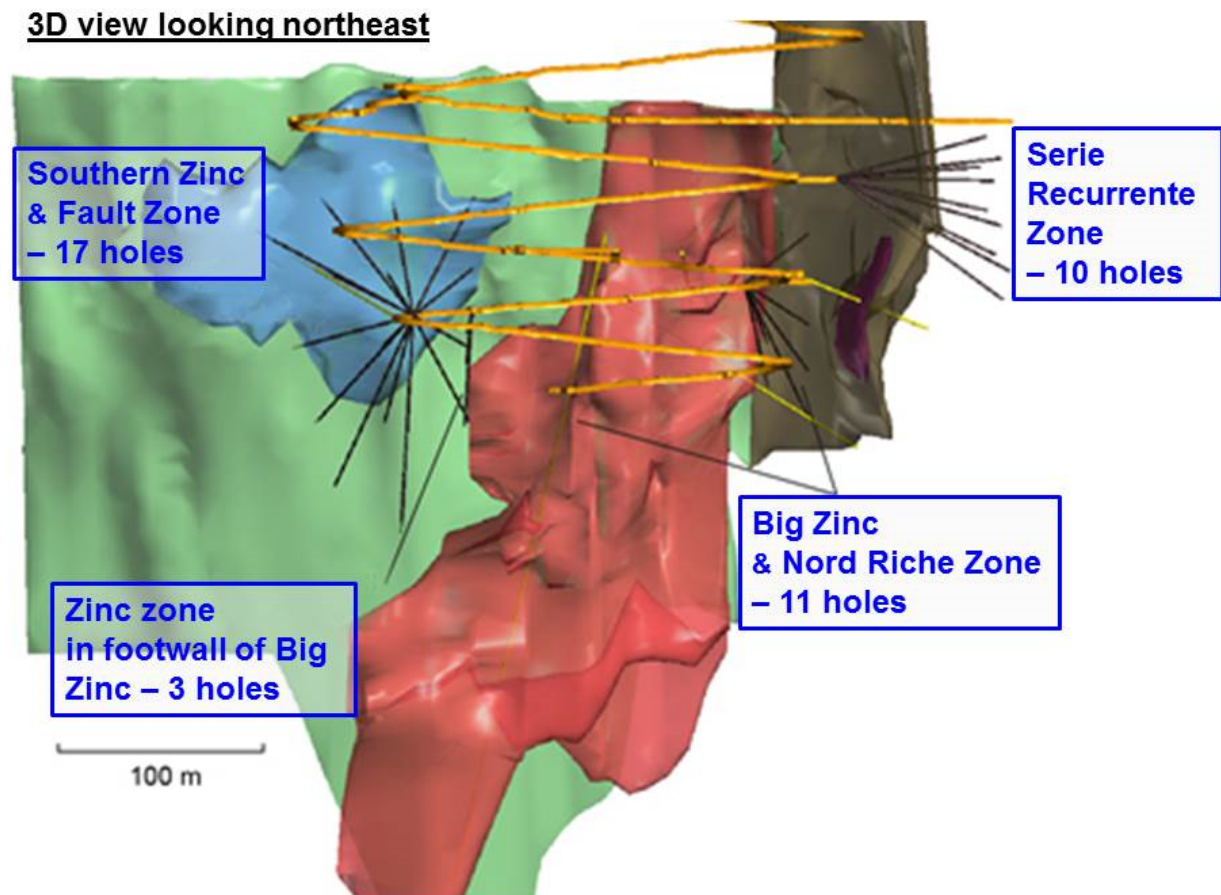 3D view looking northeast
Southern Zinc
& Fault Zone
– 17 holes
Serie
Recurrente
Zone
– 10 holes
Big Zinc
& Nord Riche Zone
– 11 holes
Zinc zone
in footwall of Big
Zinc – 3 holes
100 m